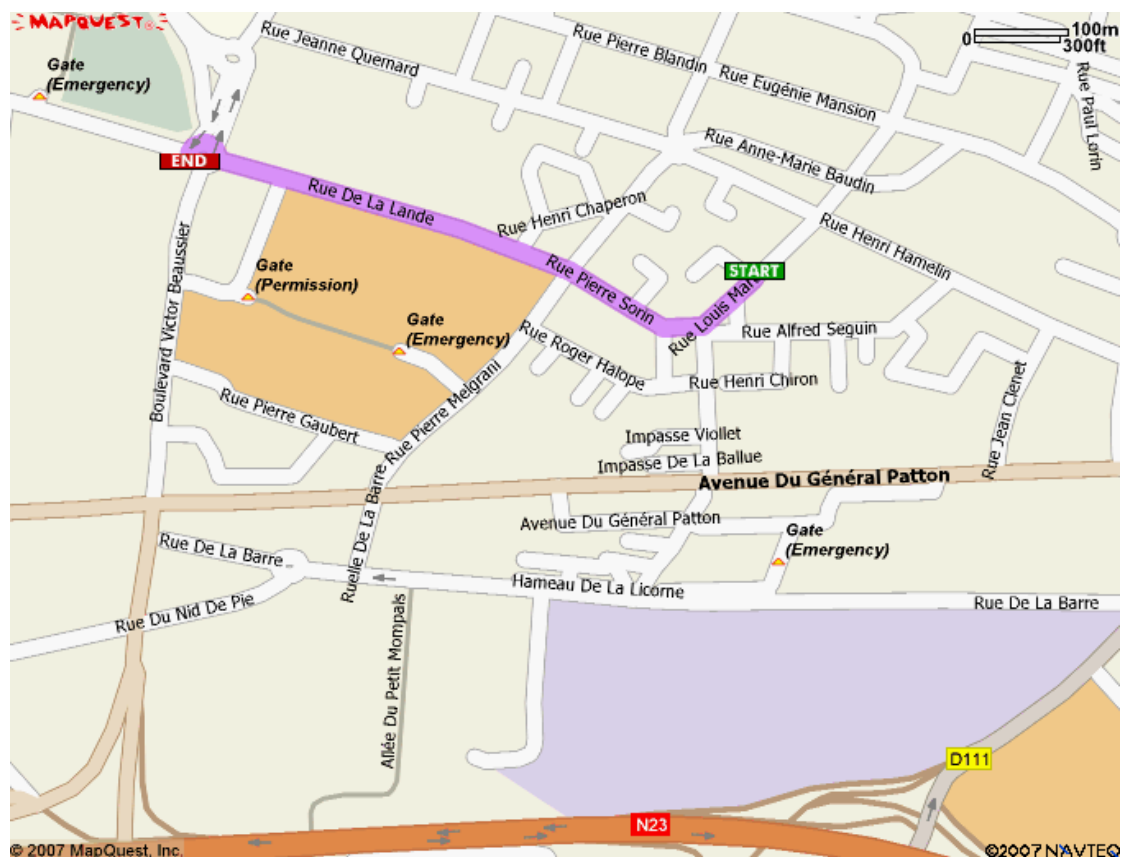 MAPQUEST
100m
0
300ft
Rue Jeanne Quemard
Rue Pierre Blandin
Rue Eugénie Mansion
Rue Paul Lorin
Gate
(Emergency)
Rue Anne-Marie Baudin
END
Rue De La Lande
Rue Henri Chaperon
Rue Henri Hamelin
Boulevard Victor Beaussier
Gate
(Permission)
Rue Pierre Sorin
START
Rue Louis
Gate
(Emergency)
Rue Roger Halope
Rue Alfred Seguin
Rue Henri Chiron
Rue Jean Clenet
Rue Pierre Gaubert
Rue Pierre Melgrani
Impasse Viollet
Impasse De La Ballue
Avenue Du Général Patton
Avenue Du Général Patton
Gate
(Emergency)
Rue De La Barre
Ruelle De La Barre
Hameau De La Licorne
Rue De La Barre
Rue Du Nid De Pie
Allée Du Petit Mompais
D111
N23
© 2007 MapQuest, Inc.
©2007 NAVTEQ